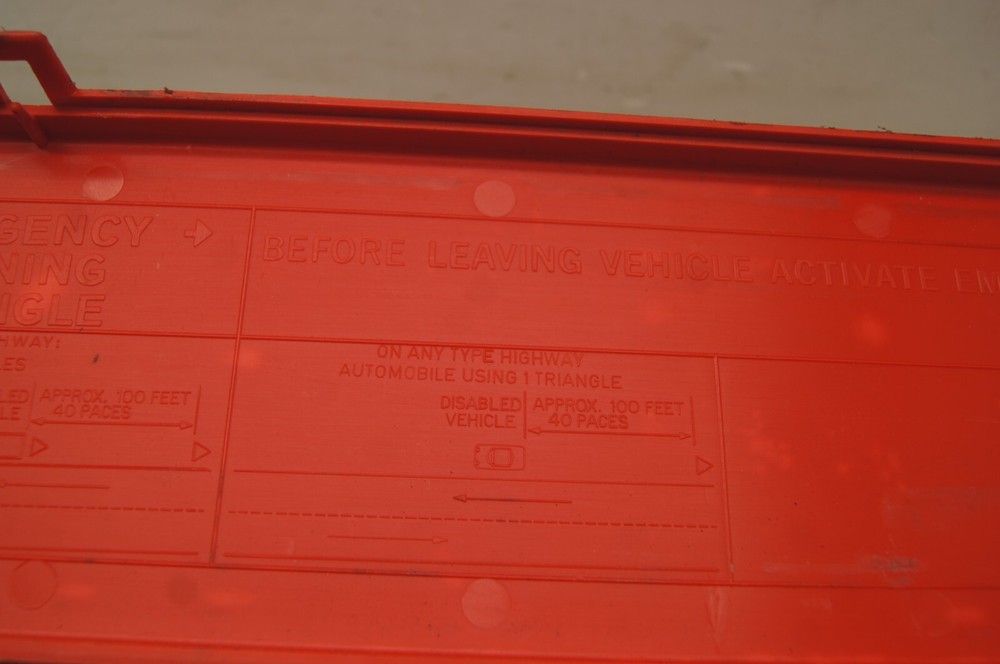 GENCY
NING
NGLE
BEFORE LEAVING VEHICLE ACTIVATE EM
HWAY:
LES
LED
LE
APPROX. 100 FEET
40 PACES
ON ANY TYPE HIGHWAY
AUTOMOBILE USING 1 TRIANGLE
DISABLED
VEHICLE
APPROX. 100 FEET
40 PACES